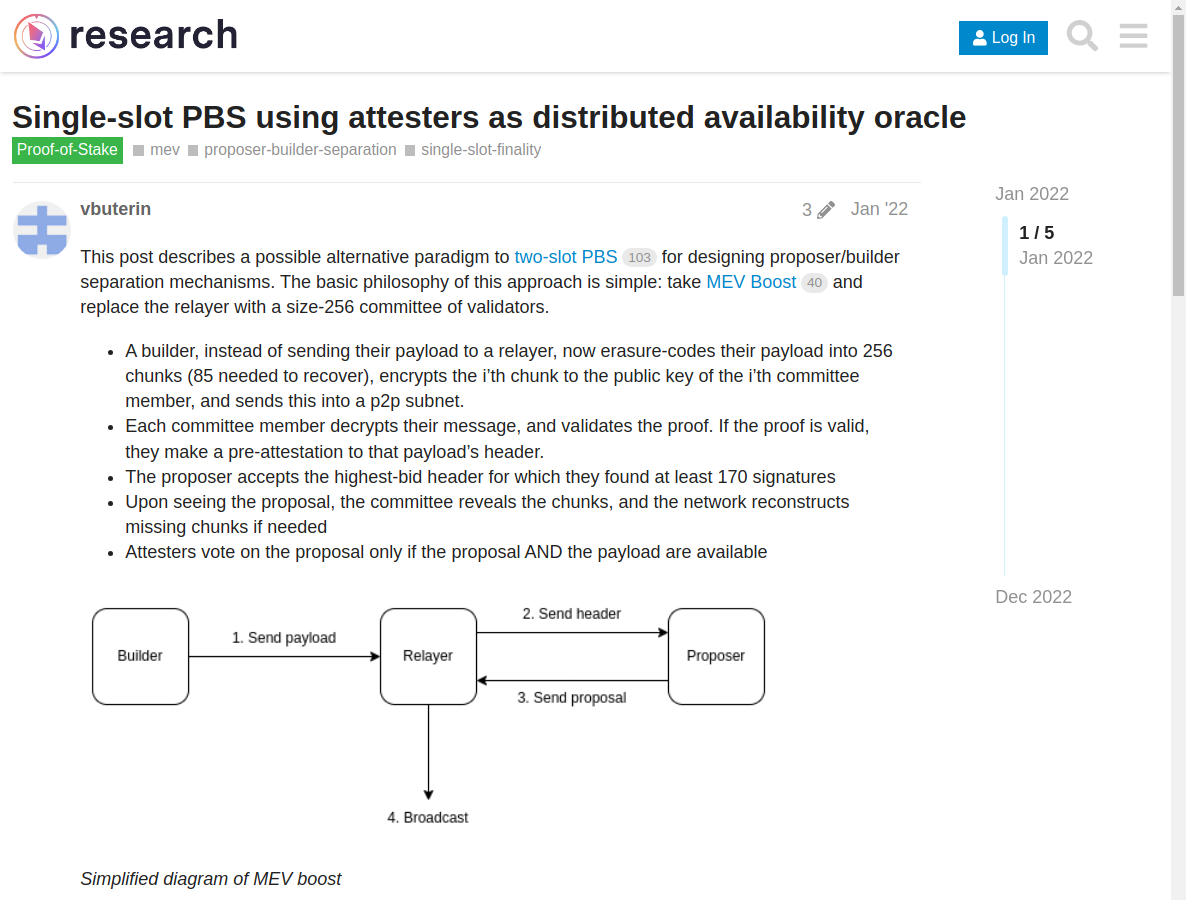 research
Log In
Single-slot PBS using attesters as distributed availability oracle
Proof-of-Stake mev proposer-builder-separation single-slot-finality
vbuterin
3 Jan '22
This post describes a possible alternative paradigm to two-slot PBS 103 for designing proposer/builder
separation mechanisms. The basic philosophy of this approach is simple: take MEV Boost 40 and
replace the relayer with a size-256 committee of validators.
• A builder, instead of sending their payload to a relayer, now erasure-codes their payload into 256
chunks (85 needed to recover), encrypts the i’th chunk to the public key of the i’th committee
member, and sends this into a p2p subnet.
• Each committee member decrypts their message, and validates the proof. If the proof is valid,
they make a pre-attestation to that payload’s header.
• The proposer accepts the highest-bid header for which they found at least 170 signatures
• Upon seeing the proposal, the committee reveals the chunks, and the network reconstructs
missing chunks if needed
• Attesters vote on the proposal only if the proposal AND the payload are available
Builder
1. Send payload
Relayer
2. Send header
3. Send proposal
Proposer
4. Broadcast
Simplified diagram of MEV boost
Jan 2022
1 / 5
Jan 2022
Dec 2022